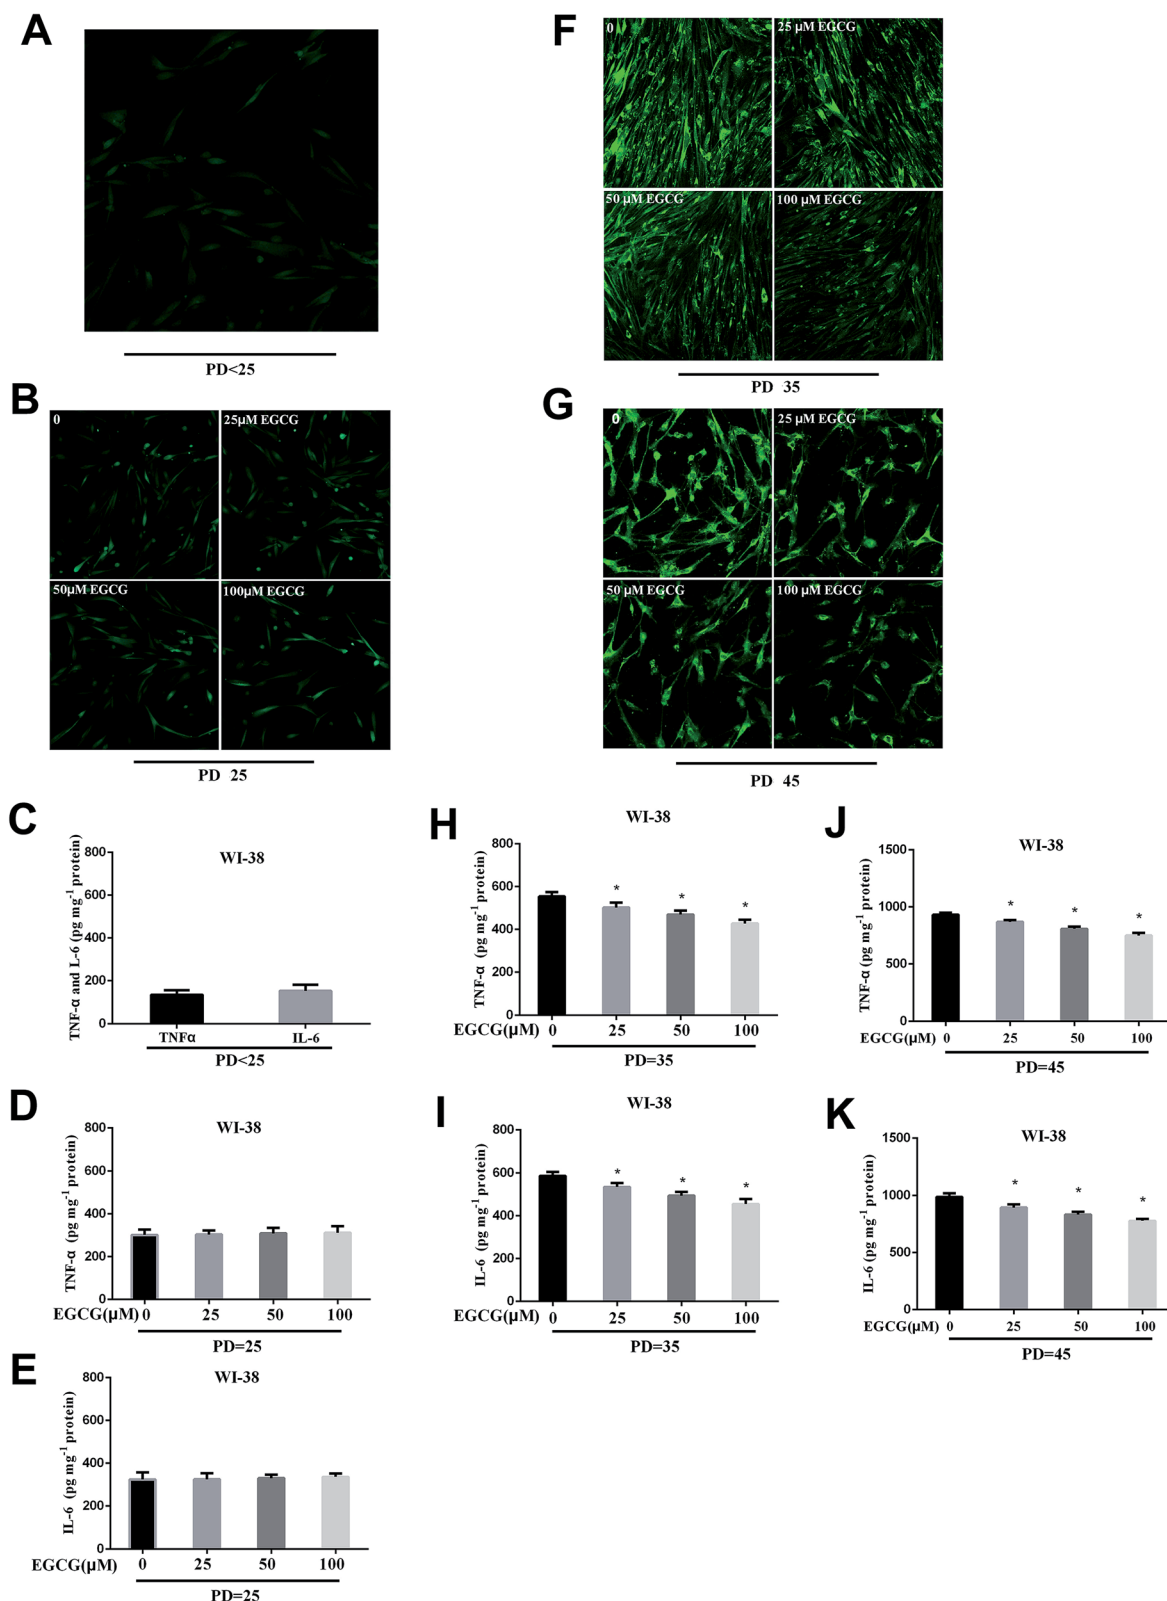 A
PD<25
B
0
25μM EGCG
50μM EGCG
100μM EGCG
PD 25
C
WI-38
TNF-α and L-6 (pg mg-1 protein)
800
600
400
200
0
TNFα IL-6
PD<25
D
WI-38
TNF-α (pg mg-1 protein)
800
600
400
200
0
EGCG(μM) 0 25 50 100
PD=25
E
WI-38
IL-6 (pg mg-1 protein)
800
600
400
200
0
EGCG(μM) 0 25 50 100
PD=25
F
0
25 μM EGCG
50 μM EGCG
100 μM EGCG
PD 35
G
0
25 μM EGCG
50 μM EGCG
100 μM EGCG
PD 45
H
WI-38
TNF-α (pg mg-1 protein)
800
600
400
200
0
* * *
EGCG(μM) 0 25 50 100
PD=35
I
WI-38
IL-6 (pg mg-1 protein)
800
600
400
200
0
* * *
EGCG(μM) 0 25 50 100
PD=35
J
WI-38
TNF-α (pg mg-1 protein)
1500
1000
500
0
* * *
EGCG(μM) 0 25 50 100
PD=45
K
WI-38
IL-6 (pg mg-1 protein)
1500
1000
500
0
* * *
EGCG(μM) 0 25 50 100
PD=45